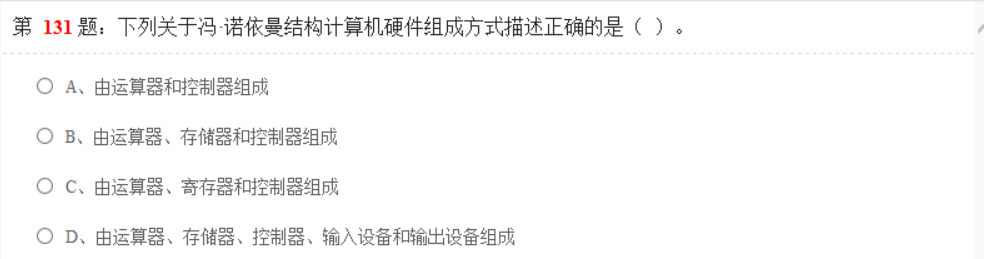 第 131 题：下列关于冯·诺依曼结构计算机硬件组成方式描述正确的是（ ）。
A、由运算器和控制器组成
B、由运算器、存储器和控制器组成
C、由运算器、寄存器和控制器组成
D、由运算器、存储器、控制器、输入设备和输出设备组成